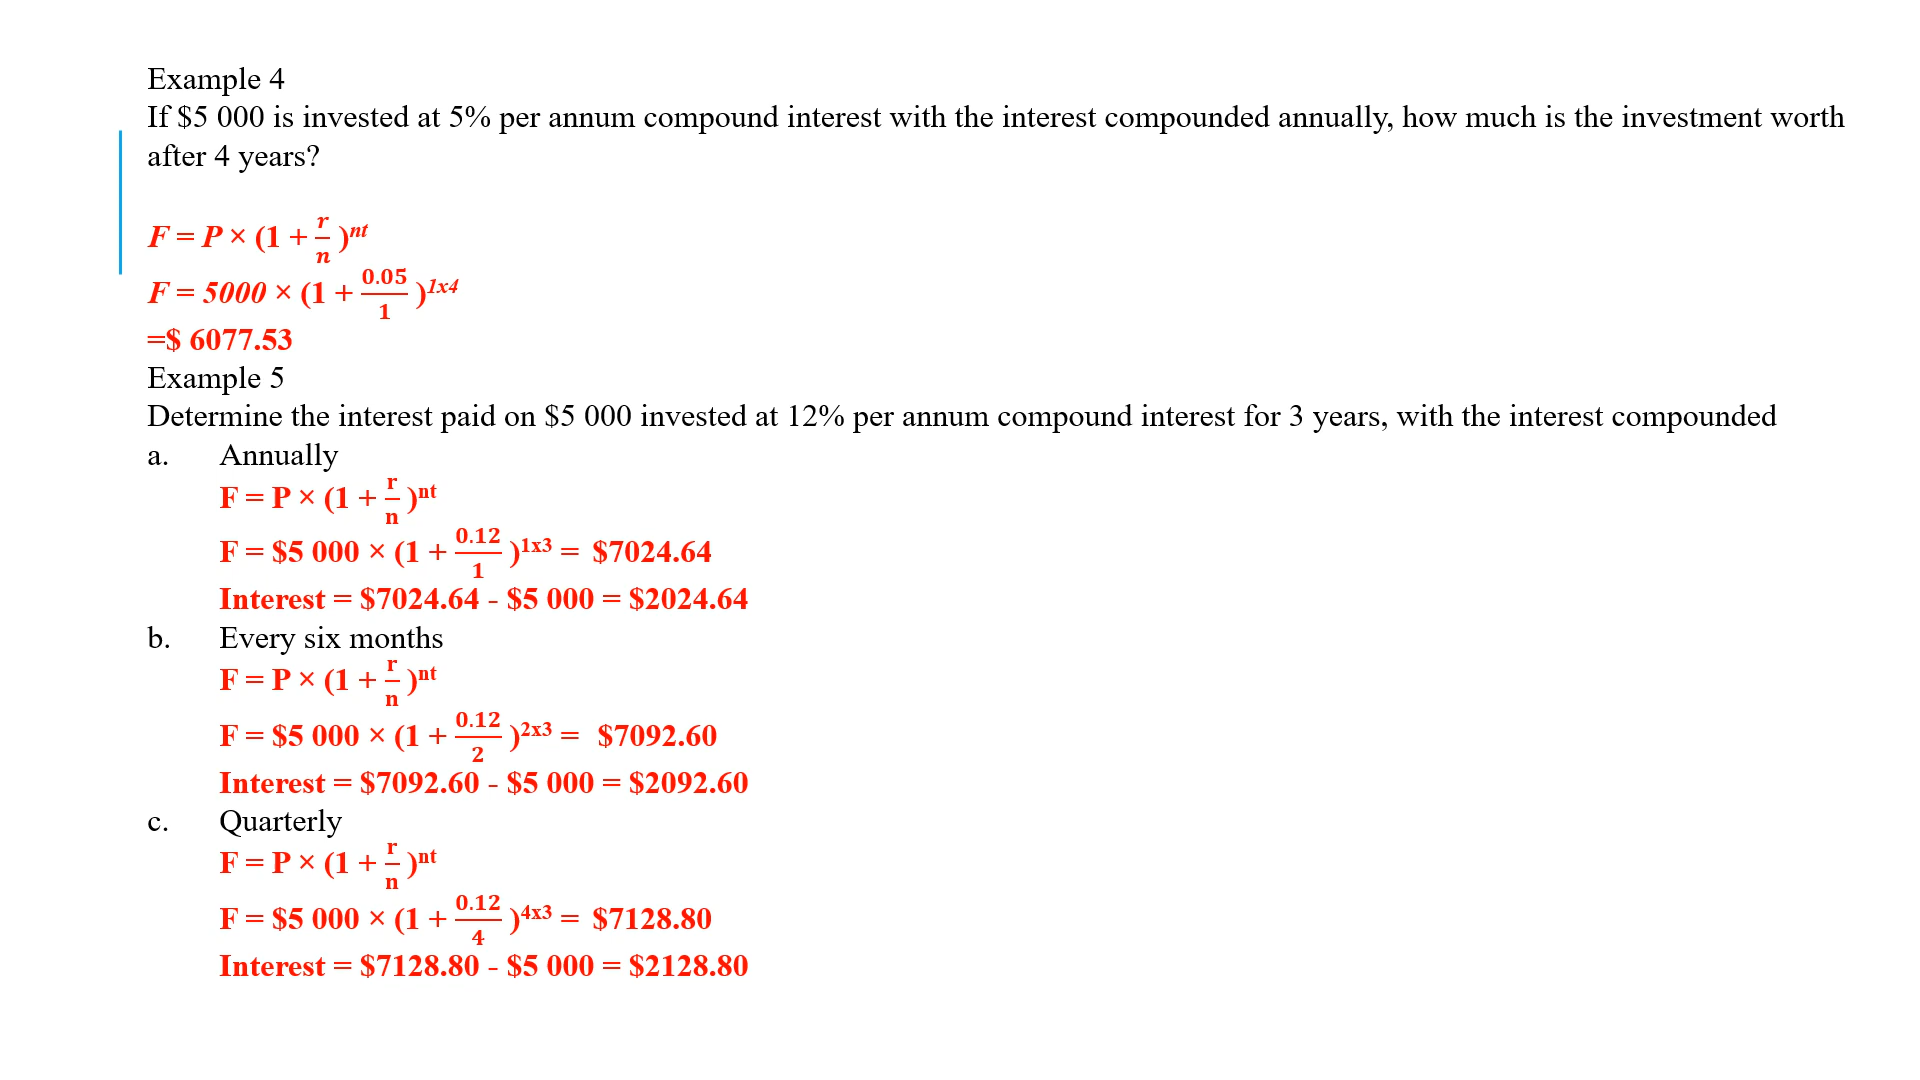 Example 4
If $5 000 is invested at 5% per annum compound interest with the interest compounded annually, how much is the investment worth
after 4 years?
F = P × (1 + r/n )^nt
F = 5000 × (1 + 0.05/1 )^1x4
=$ 6077.53
Example 5
Determine the interest paid on $5 000 invested at 12% per annum compound interest for 3 years, with the interest compounded
a. Annually
F = P × (1 + r/n )^nt
F = $5 000 × (1 + 0.12/1 )^1x3 = $7024.64
Interest = $7024.64 - $5 000 = $2024.64
b. Every six months
F = P × (1 + r/n )^nt
F = $5 000 × (1 + 0.12/2 )^2x3 = $7092.60
Interest = $7092.60 - $5 000 = $2092.60
c. Quarterly
F = P × (1 + r/n )^nt
F = $5 000 × (1 + 0.12/4 )^4x3 = $7128.80
Interest = $7128.80 - $5 000 = $2128.80